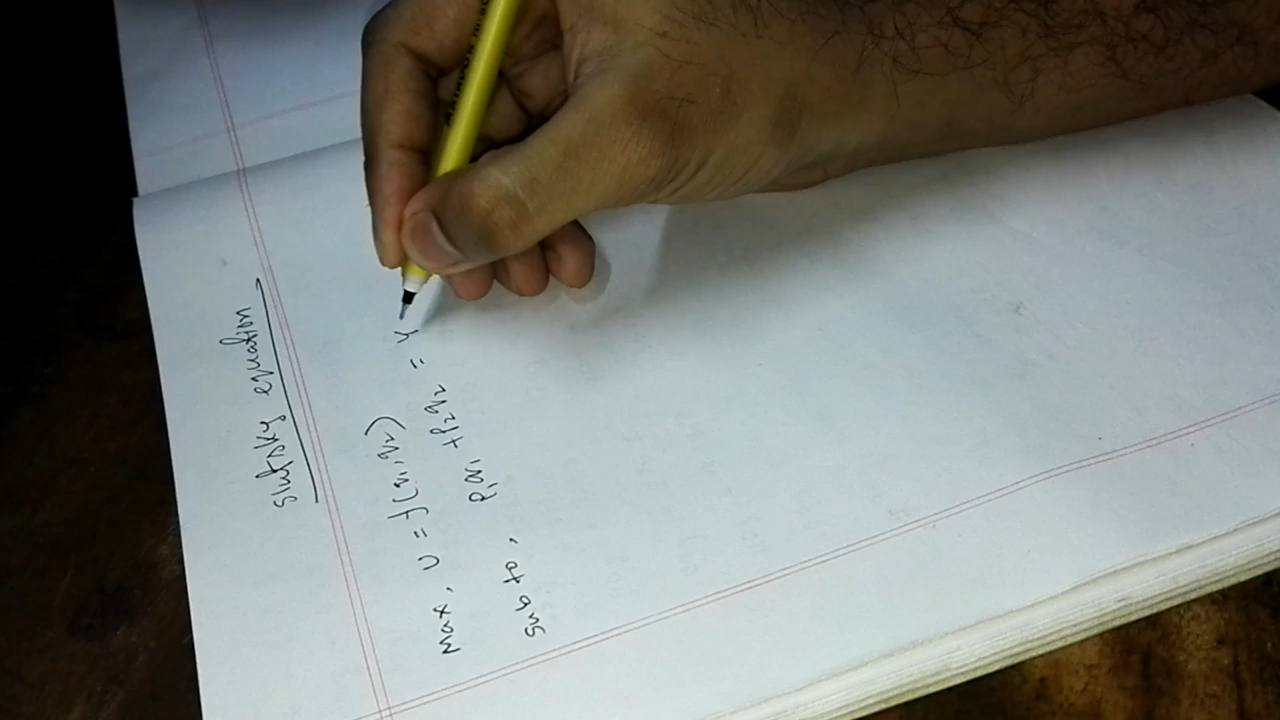 Slutsky equation
Max, U = f(q1, q2)
Sub to, P1q1 + P2q2 = y